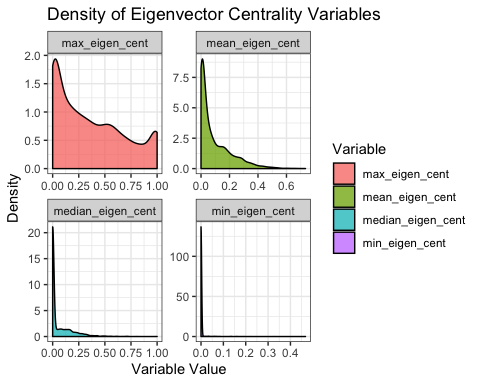 Density of Eigenvector Centrality Variables
max_eigen_cent
mean_eigen_cent
2.0
1.5
1.0
0.5
0.0
0.00 0.25 0.50 0.75 1.00
7.5
5.0
2.5
0.0
0.0 0.2 0.4 0.6
median_eigen_cent
min_eigen_cent
20
15
10
5
0
0.00 0.25 0.50 0.75 1.00
100
50
0
0.0 0.1 0.2 0.3 0.4
Density
Variable Value
Variable
max_eigen_cent
mean_eigen_cent
median_eigen_cent
min_eigen_cent